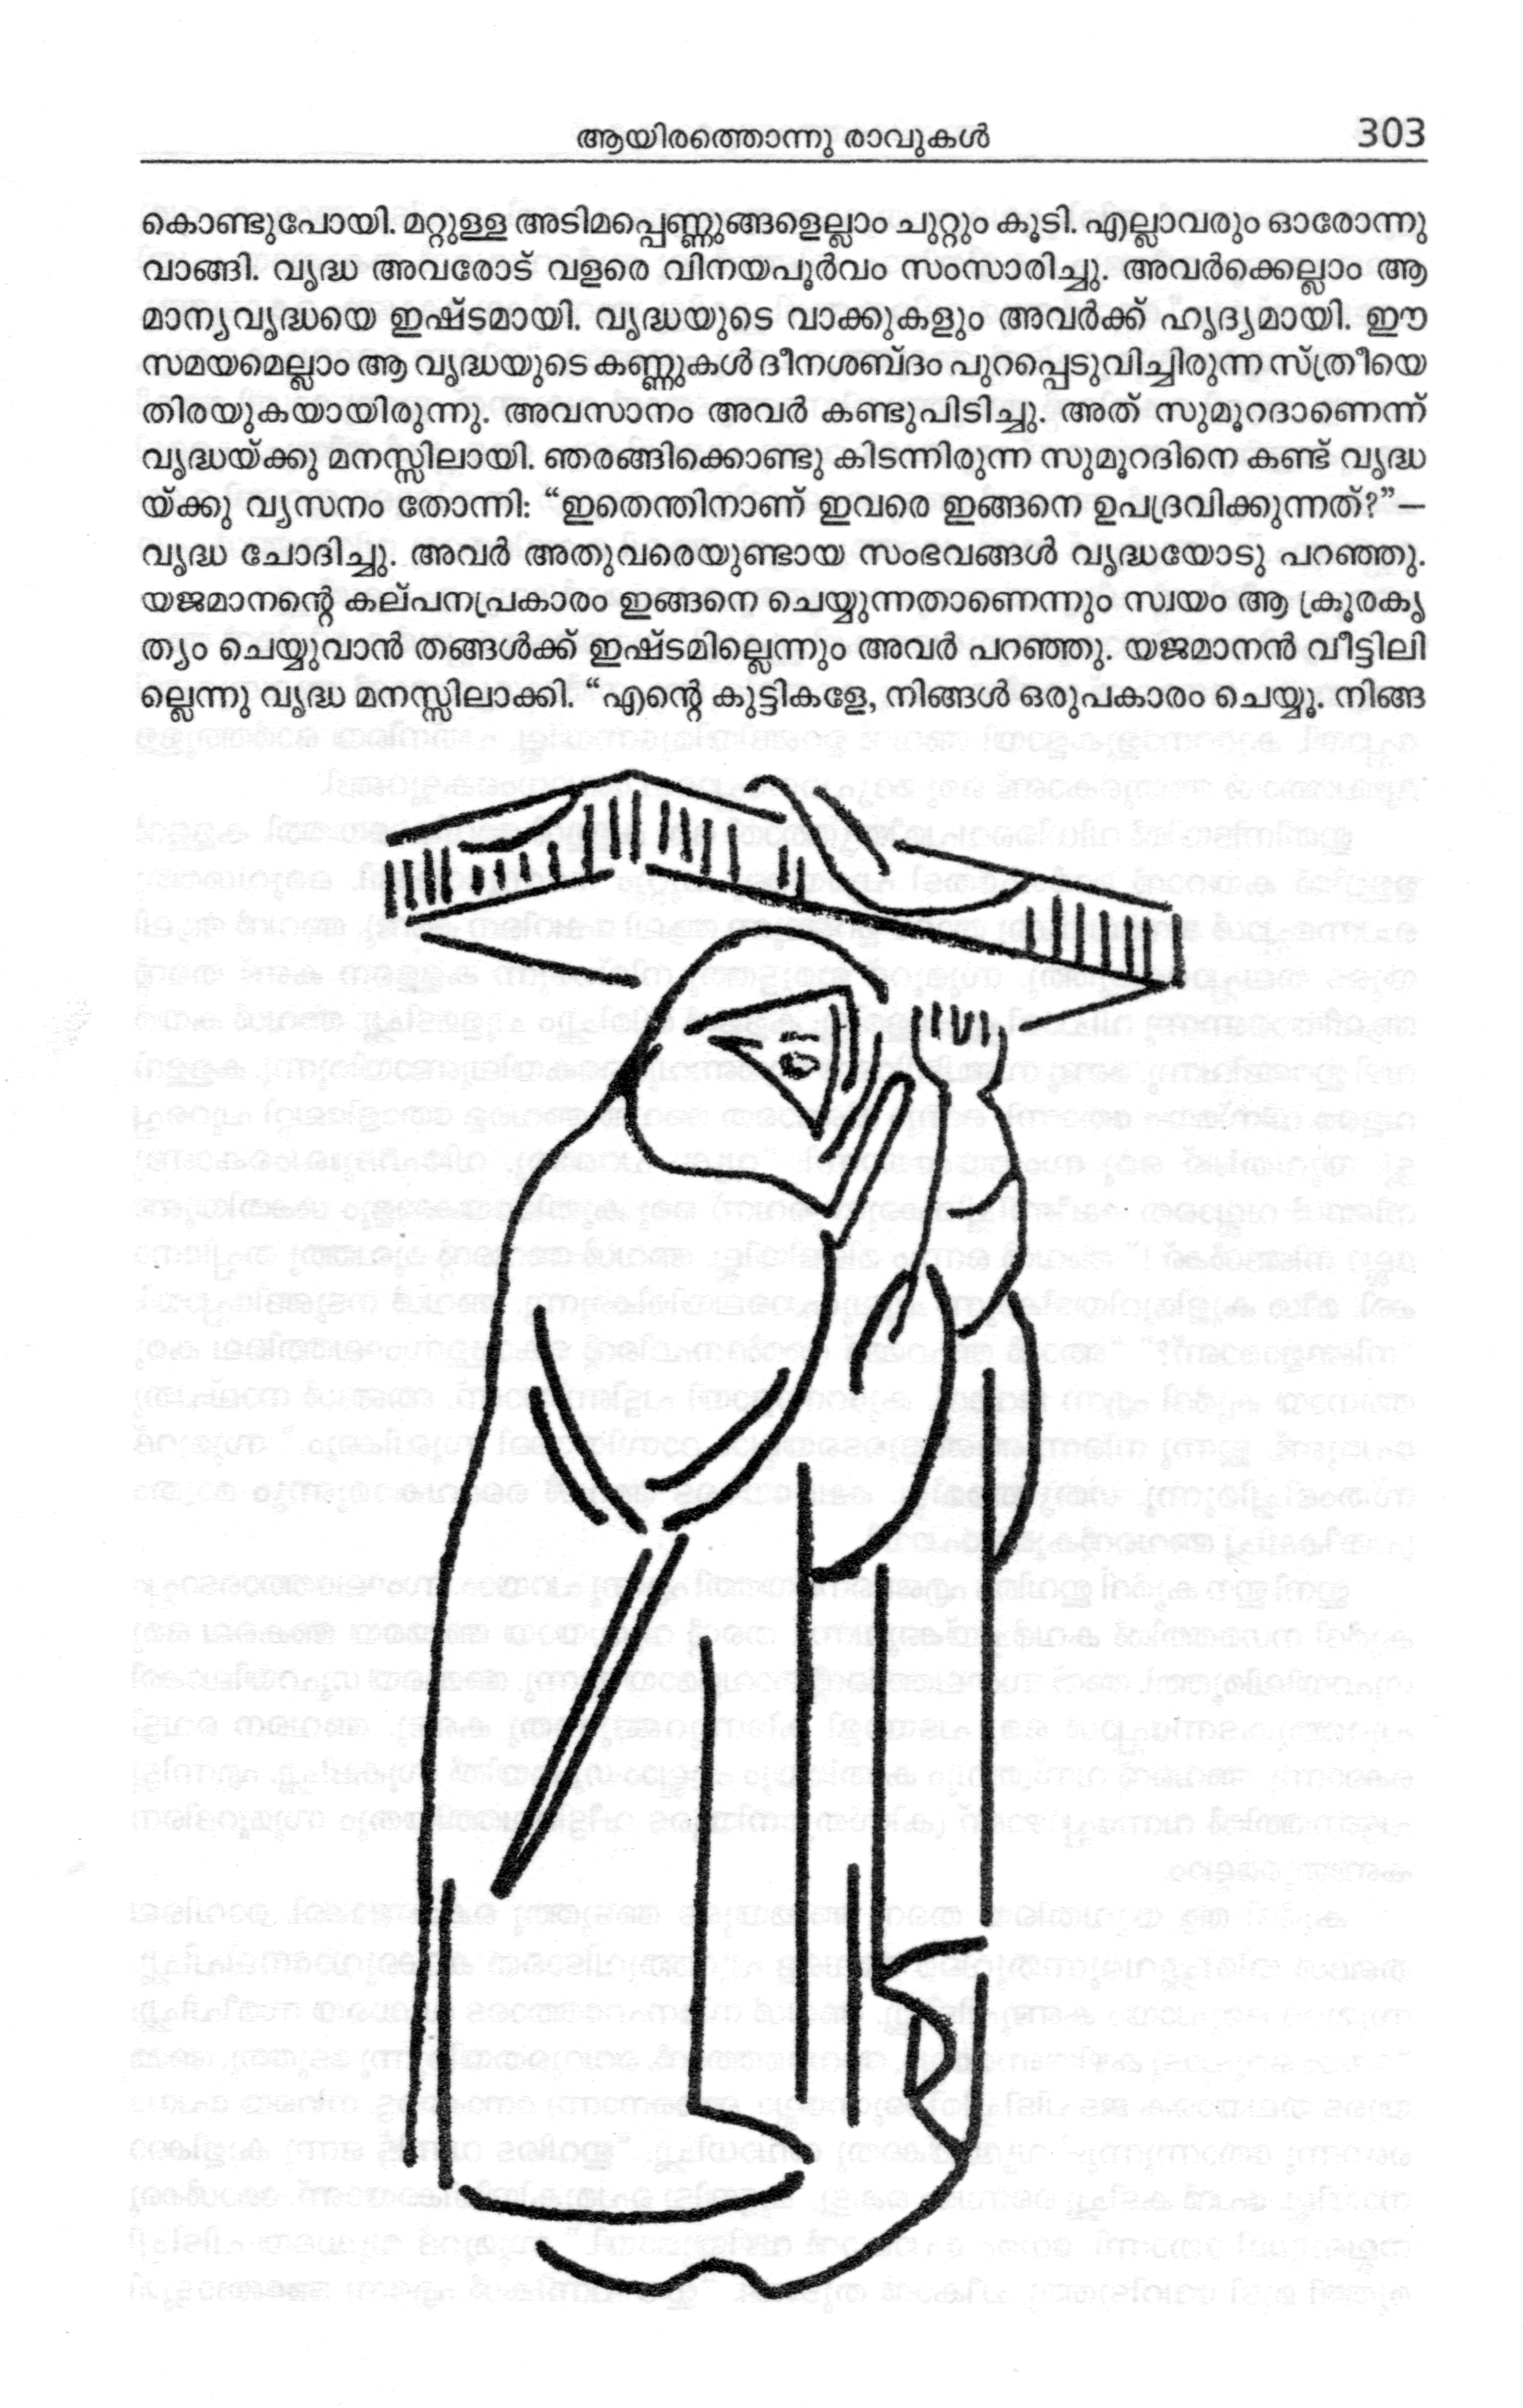 ആയിരത്തൊന്നു രാവുകൾ 303
കൊണ്ടുപോയി. മറ്റുള്ള അടിമപ്പെണ്ണുങ്ങളെല്ലാം ചുറ്റും കൂടി. എല്ലാവരും ഓരോന്നു
വാങ്ങി. വൃദ്ധ അവരോട് വളരെ വിനയപൂർവം സംസാരിച്ചു. അവർക്കെല്ലാം ആ
മാന്യവൃദ്ധയെ ഇഷ്ടമായി. വൃദ്ധയുടെ വാക്കുകളും അവർക്ക് ഹൃദ്യമായി. ഈ
സമയമെല്ലാം ആ വൃദ്ധയുടെ കണ്ണുകൾ ദീനശബ്ദം പുറപ്പെടുവിച്ചിരുന്ന സ്ത്രീയെ
തിരയുകയായിരുന്നു. അവസാനം അവർ കണ്ടുപിടിച്ചു. അത് സുമൂറദാണെന്ന്
വൃദ്ധയ്ക്കു മനസ്സിലായി. ഞരങ്ങിക്കൊണ്ടു കിടന്നിരുന്ന സുമൂറദിനെ കണ്ട് വൃദ്ധ
യ്ക്കു വ്യസനം തോന്നി: “ഇതെന്തിനാണ് ഇവരെ ഇങ്ങനെ ഉപദ്രവിക്കുന്നത്?”—
വൃദ്ധ ചോദിച്ചു. അവർ അതുവരെയുണ്ടായ സംഭവങ്ങൾ വൃദ്ധയോടു പറഞ്ഞു.
യജമാനന്റെ കല്പനപ്രകാരം ഇങ്ങനെ ചെയ്യുന്നതാണെന്നും സ്വയം ആ ക്രൂരകൃ
ത്യം ചെയ്യുവാൻ തങ്ങൾക്ക് ഇഷ്ടമില്ലെന്നും അവർ പറഞ്ഞു. യജമാനൻ വീട്ടിലി
ല്ലെന്നു വൃദ്ധ മനസ്സിലാക്കി. “എന്റെ കുട്ടികളേ, നിങ്ങൾ ഒരുപകാരം ചെയ്യൂ. നിങ്ങ